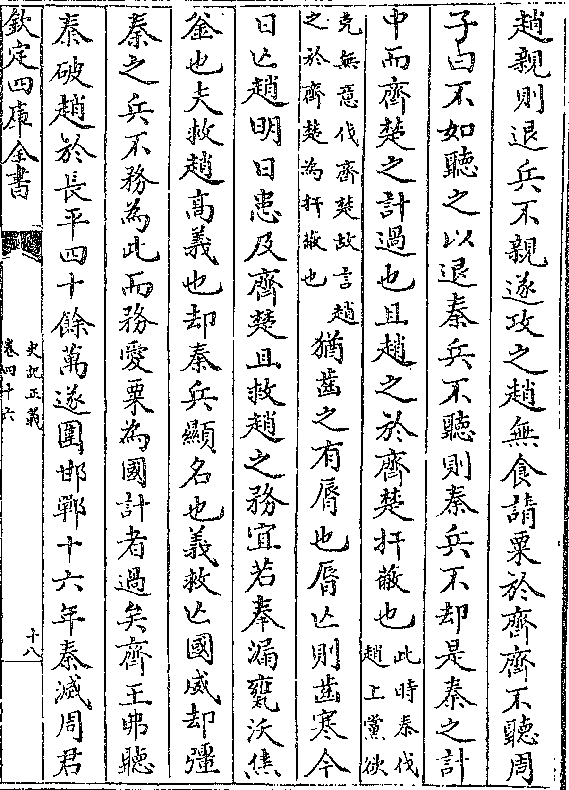 趙親則退兵不親遂攻之趙無食請粟於齊齊不聽周
子曰不如聽之以退秦兵不聽則秦兵不却是秦之計
中而齊楚之計過也且趙之於齊楚扞蔽也此時秦伐趙上黨欲
克無意伐齊楚故言趙之於齊楚為扞蔽也猶齒之有脣也脣亡則齒寒今
日亡趙明日患及齊楚且救趙之務宜若奉漏甕沃焦
釜也夫救趙高義也却秦兵顯名也義救亡國威却彊
秦之兵不務為此而務愛粟為國計者過矣齊王弗聽
秦破趙於長平四十餘萬遂圍邯鄲十六年秦滅周君
欽定四庫全書
史記正義
卷四十六
十八